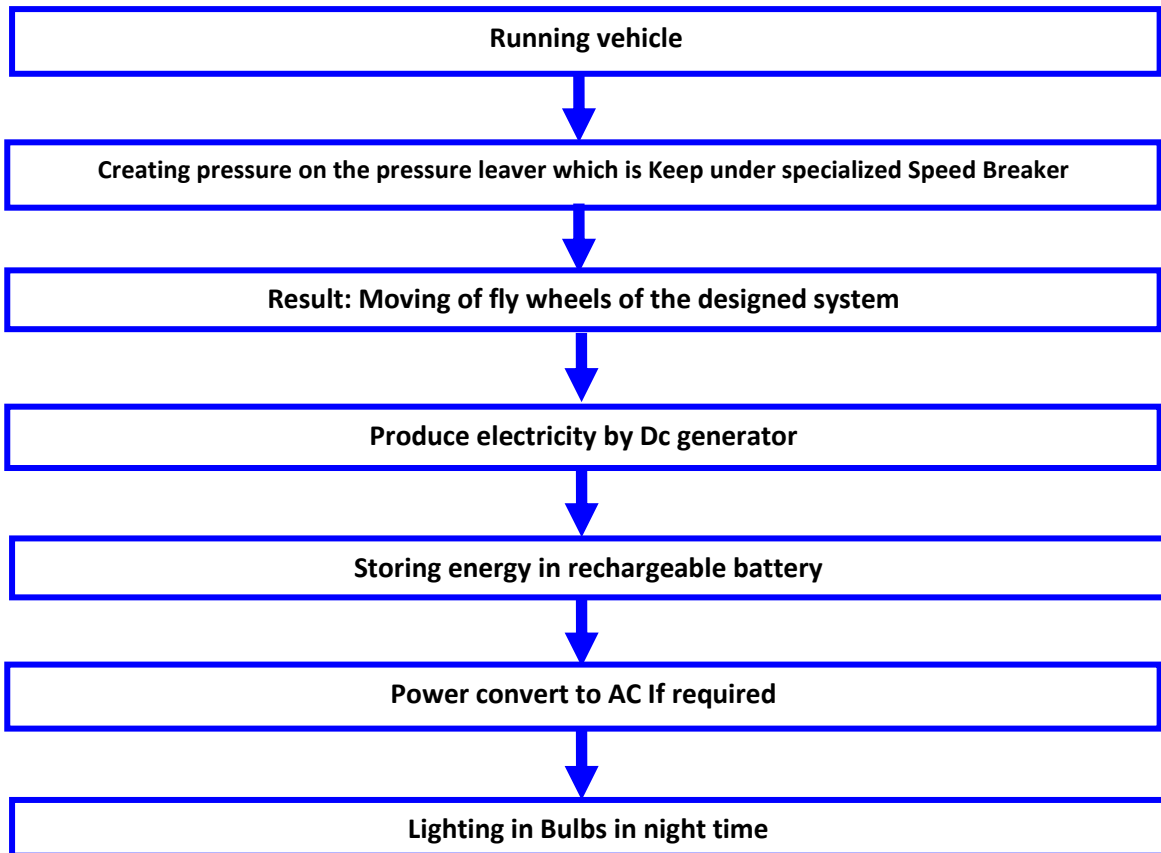 Running vehicle
Creating pressure on the pressure leaver which is Keep under specialized Speed Breaker
Result: Moving of fly wheels of the designed system
Produce electricity by Dc generator
Storing energy in rechargeable battery
Power convert to AC If required
Lighting in Bulbs in night time